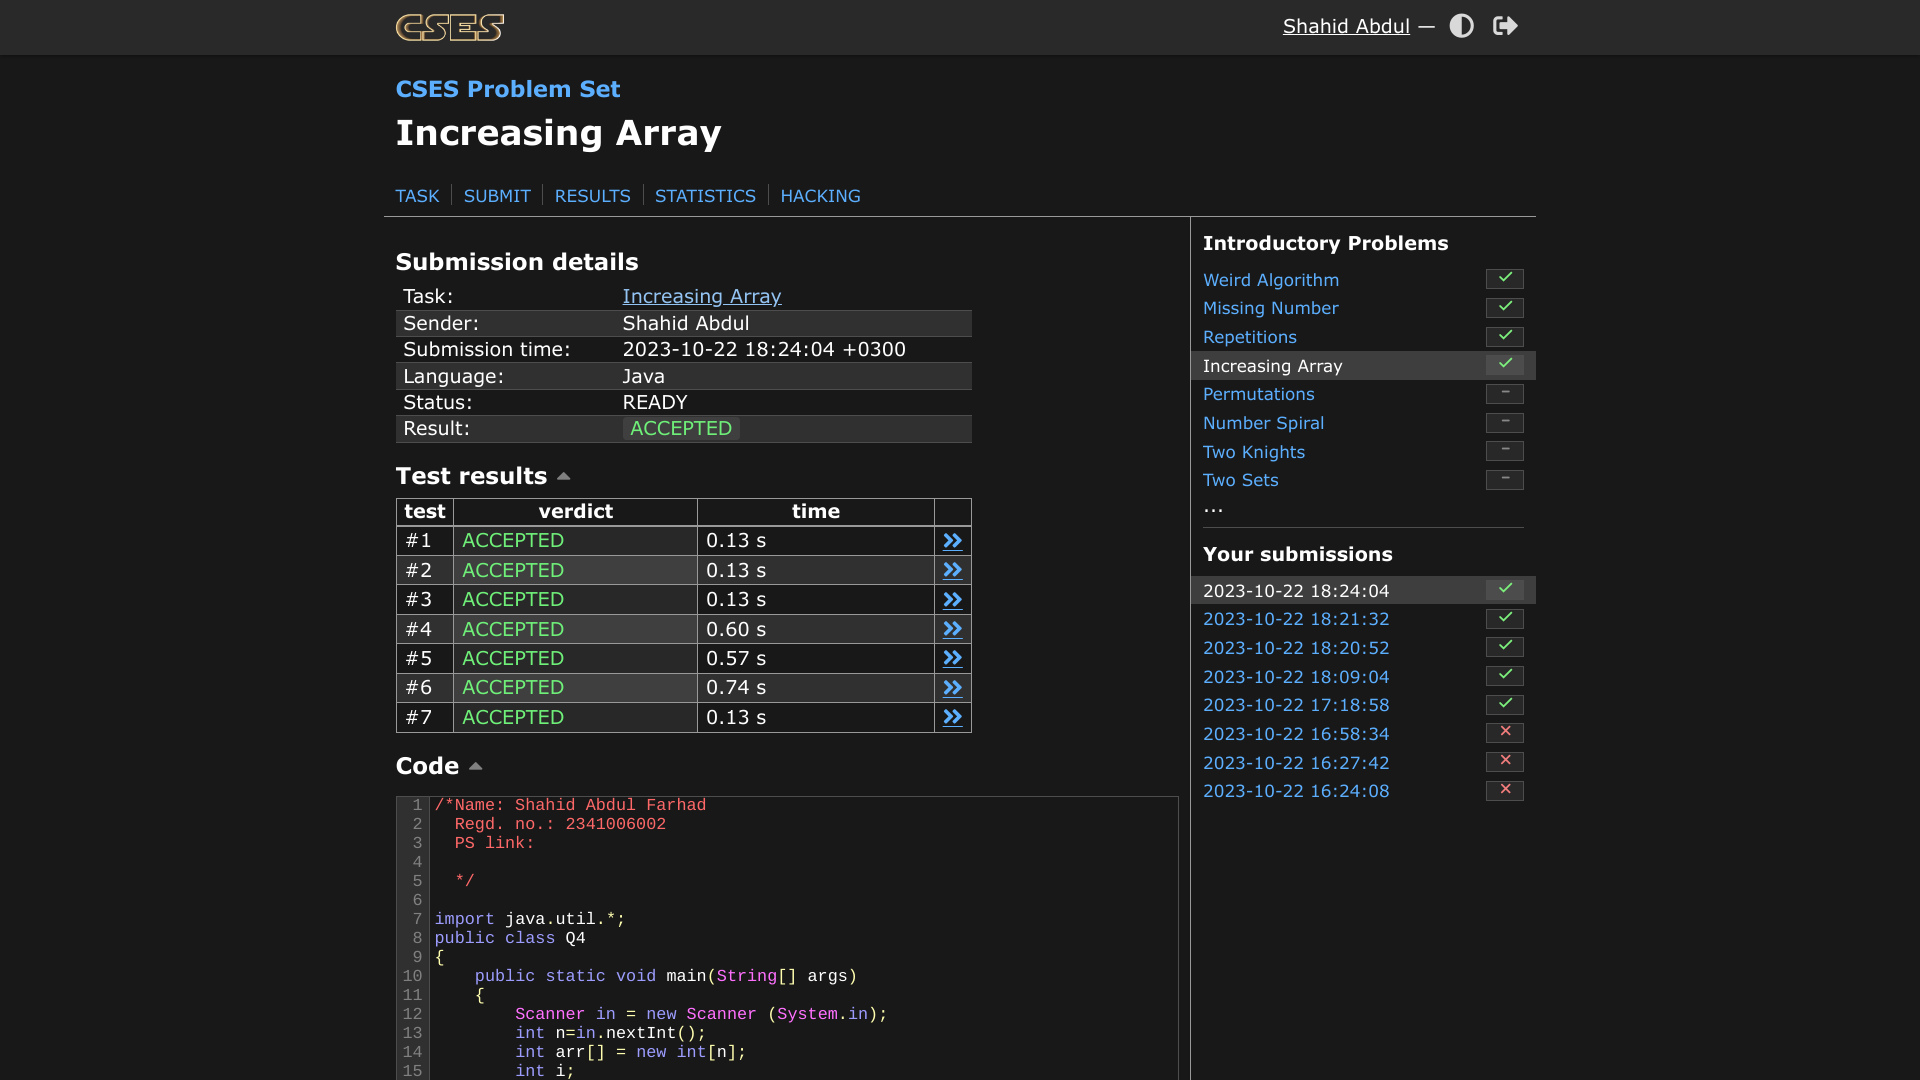 CSES
Shahid Abdul —
CSES Problem Set
Increasing Array
TASK
SUBMIT
RESULTS
STATISTICS
HACKING
Submission details
Task: Increasing Array
Sender: Shahid Abdul
Submission time: 2023-10-22 18:24:04 +0300
Language: Java
Status: READY
Result: ACCEPTED
Test results
test verdict time
#1 ACCEPTED 0.13 s
#2 ACCEPTED 0.13 s
#3 ACCEPTED 0.13 s
#4 ACCEPTED 0.60 s
#5 ACCEPTED 0.57 s
#6 ACCEPTED 0.74 s
#7 ACCEPTED 0.13 s
Code
1 /*Name: Shahid Abdul Farhad
2   Regd. no.: 2341006002
3   PS link:
4
5   */
6
7 import java.util.*;
8 public class Q4
9 {
10     public static void main(String[] args)
11     {
12         Scanner in = new Scanner (System.in);
13         int n=in.nextInt();
14         int arr[] = new int[n];
15         int i;
Introductory Problems
Weird Algorithm
Missing Number
Repetitions
Increasing Array
Permutations –
Number Spiral –
Two Knights –
Two Sets –
...
Your submissions
2023-10-22 18:24:04
2023-10-22 18:21:32
2023-10-22 18:20:52
2023-10-22 18:09:04
2023-10-22 17:18:58
2023-10-22 16:58:34
2023-10-22 16:27:42
2023-10-22 16:24:08